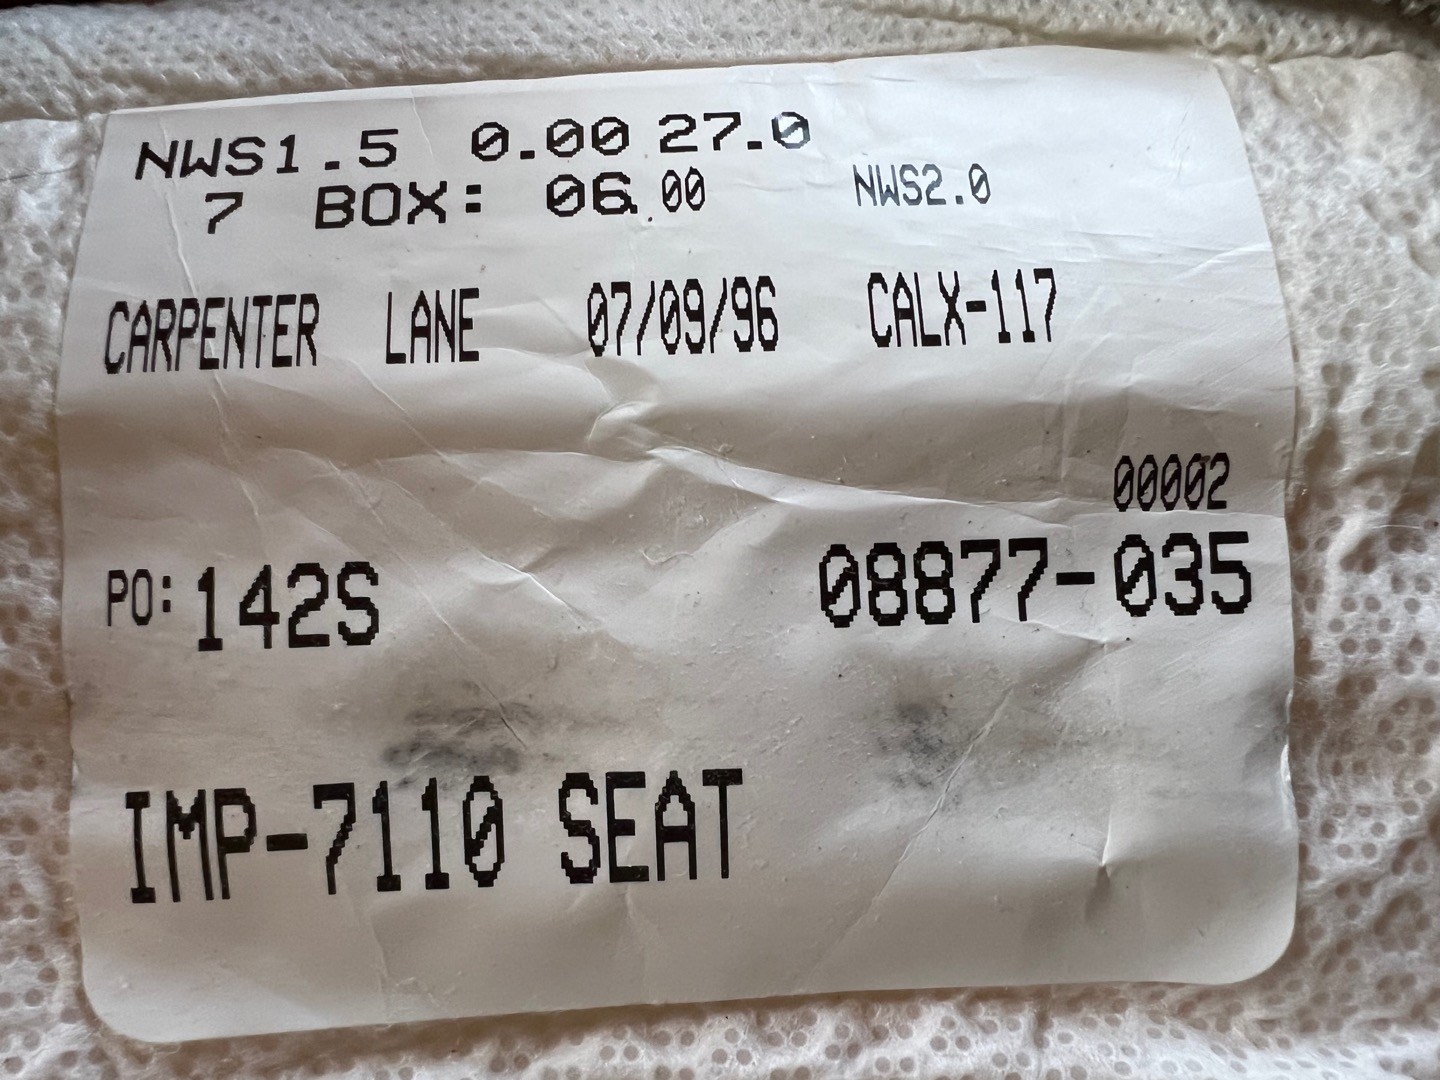 NWS1.5 0.00 27.0
7 BOX: 06.00 NWS2.0
CARPENTER LANE 07/09/96 CALX-117
00002
PO: 142S 08877-035
IMP-7110 SEAT